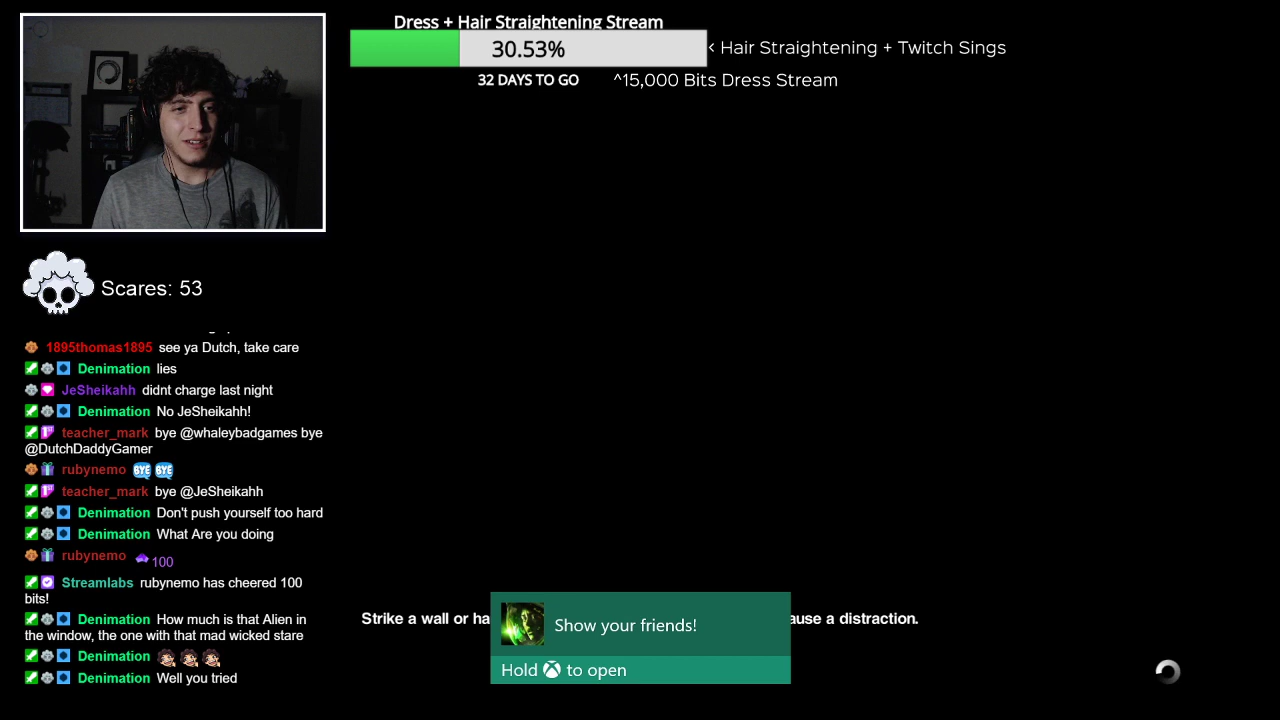 Dress + Hair Straightening Stream
30.53%
< Hair Straightening + Twitch Sings
32 DAYS TO GO
^15,000 Bits Dress Stream
Scares: 53
1895thomas1895 see ya Dutch, take care
Denimation lies
JeSheikahh didnt charge last night
Denimation No JeSheikahh!
teacher_mark bye @whaleybadgames bye
@DutchDaddyGamer
rubynemo BYE BYE
teacher_mark bye @JeSheikahh
Denimation Don't push yourself too hard
Denimation What Are you doing
rubynemo 100
Streamlabs rubynemo has cheered 100
bits!
Denimation How much is that Alien in
the window, the one with that mad wicked stare
Denimation
Denimation Well you tried
Strike a wall or ha
ause a distraction.
Show your friends!
Hold to open